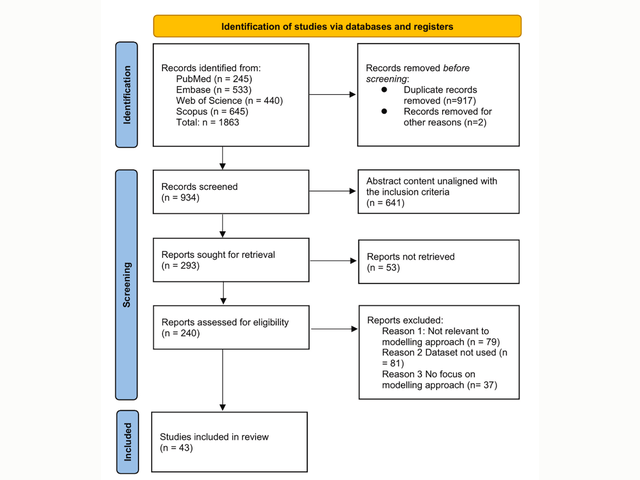 Identification of studies via databases and registers
Identification
Records identified from:
PubMed (n = 245)
Embase (n = 533)
Web of Science (n = 440)
Scopus (n = 645)
Total: n = 1863
Records removed before
screening:
● Duplicate records
removed (n=917)
● Records removed for
other reasons (n=2)
Screening
Records screened
(n = 934)
Abstract content unaligned with
the inclusion criteria
(n = 641)
Reports sought for retrieval
(n = 293)
Reports not retrieved
(n = 53)
Reports assessed for eligibility
(n = 240)
Reports excluded:
Reason 1: Not relevant to
modelling approach (n = 79)
Reason 2 Dataset not used (n
= 81)
Reason 3 No focus on
modelling approach (n= 37)
Included
Studies included in review
(n = 43)